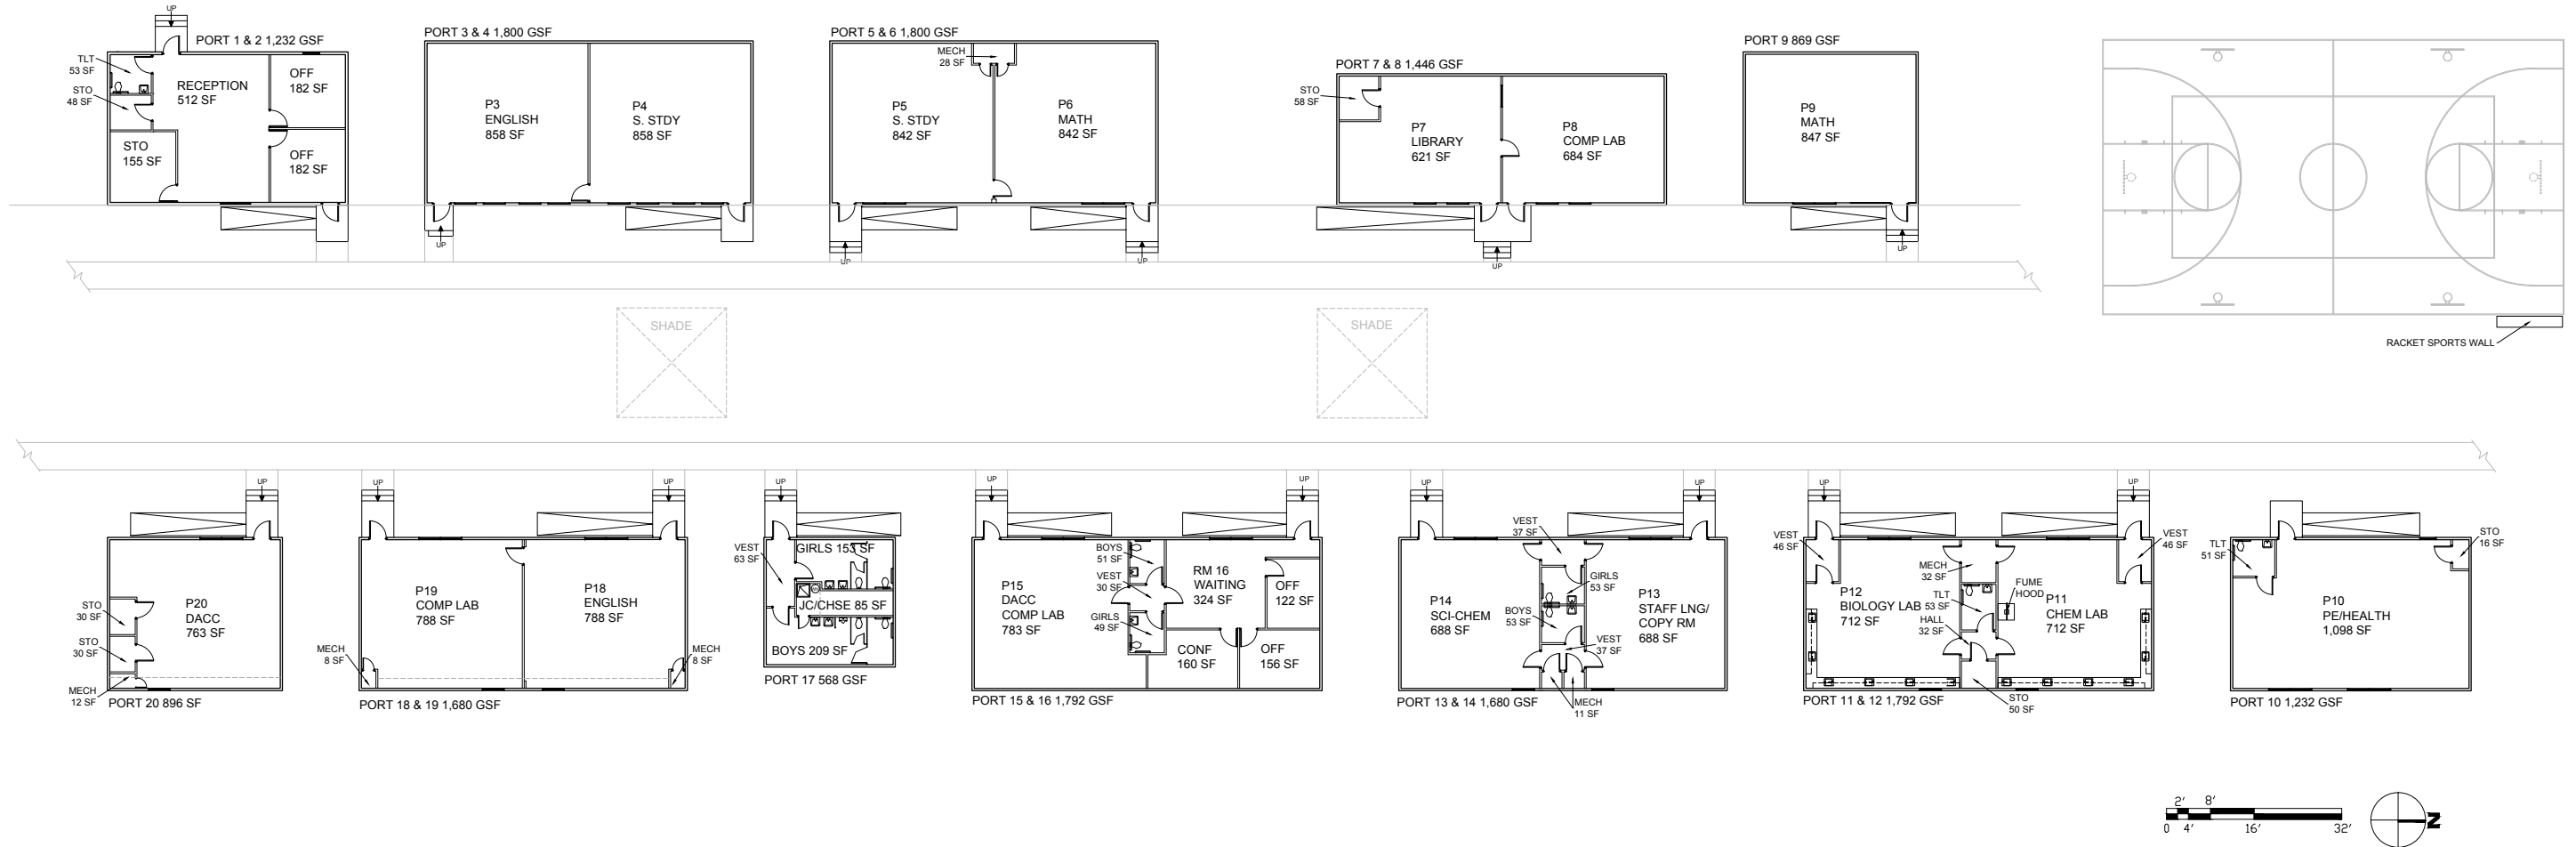 UP
PORT 1 & 2 1,232 GSF
TLT
53 SF
STO
48 SF
RECEPTION
512 SF
OFF
182 SF
STO
155 SF
OFF
182 SF
PORT 3 & 4 1,800 GSF
P3
ENGLISH
858 SF
P4
S. STDY
858 SF
UP
PORT 5 & 6 1,800 GSF
MECH
28 SF
P5
S. STDY
842 SF
P6
MATH
842 SF
UP
UP
PORT 7 & 8 1,446 GSF
STO
58 SF
P7
LIBRARY
621 SF
P8
COMP LAB
684 SF
UP
PORT 9 869 GSF
P9
MATH
847 SF
UP
RACKET SPORTS WALL
SHADE
SHADE
UP
STO
30 SF
STO
30 SF
MECH
12 SF
P20
DACC
763 SF
PORT 20 896 SF
UP
UP
P19
COMP LAB
788 SF
P18
ENGLISH
788 SF
MECH
8 SF
MECH
8 SF
PORT 18 & 19 1,680 GSF
UP
VEST
63 SF
GIRLS 153 SF
JC/CHSE 85 SF
BOYS 209 SF
PORT 17 568 GSF
UP
UP
P15
DACC
COMP LAB
783 SF
BOYS
51 SF
VEST
30 SF
GIRLS
49 SF
RM 16
WAITING
324 SF
OFF
122 SF
CONF
160 SF
OFF
156 SF
PORT 15 & 16 1,792 GSF
UP
UP
VEST
37 SF
P14
SCI-CHEM
688 SF
GIRLS
53 SF
BOYS
53 SF
VEST
37 SF
P13
STAFF LNG/
COPY RM
688 SF
MECH
11 SF
PORT 13 & 14 1,680 GSF
UP
UP
VEST
46 SF
VEST
46 SF
P12
BIOLOGY LAB
712 SF
MECH
32 SF
TLT
53 SF
HALL
32 SF
FUME
HOOD
P11
CHEM LAB
712 SF
STO
50 SF
PORT 11 & 12 1,792 GSF
TLT
51 SF
STO
16 SF
P10
PE/HEALTH
1,098 SF
PORT 10 1,232 GSF
2' 8'
0 4' 16' 32'
N